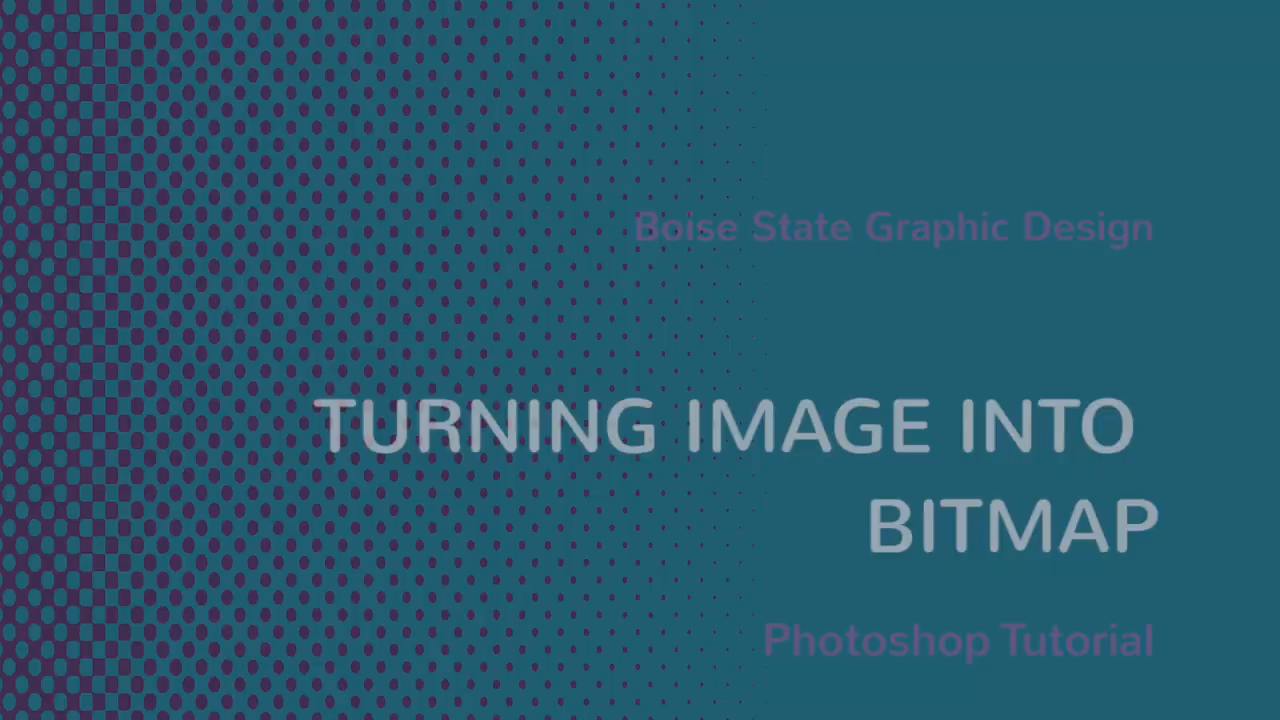 Boise State Graphic Design
TURNING IMAGE INTO
BITMAP
Photoshop Tutorial